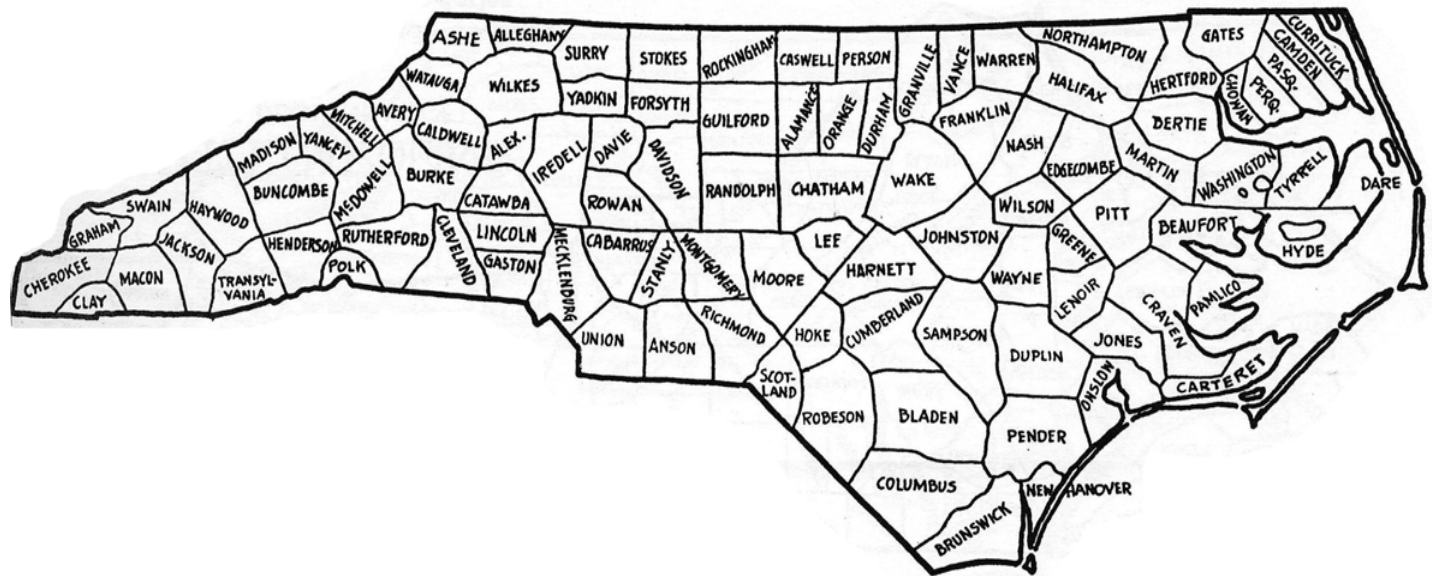 ASHE
ALLEGHANY
SURRY
STOKES
ROCKINGHAM
CASWELL
PERSON
GRANVILLE
VANCE
WARREN
NORTHAMPTON
GATES
CURRITUCK
CAMDEN
PASQ.
PERQ.
CHOWAN
HERTFORD
HALIFAX
WATAUGA
WILKES
YADKIN
FORSYTH
GUILFORD
ALAMANCE
ORANGE
DURHAM
FRANKLIN
NASH
EDGECOMBE
BERTIE
MARTIN
WASHINGTON
TYRRELL
DARE
AVERY
MITCHELL
YANCEY
MADISON
CALDWELL
ALEX.
IREDELL
DAVIE
DAVIDSON
RANDOLPH
CHATHAM
WAKE
WILSON
PITT
BEAUFORT
HYDE
SWAIN
HAYWOOD
BUNCOMBE
McDOWELL
BURKE
CATAWBA
ROWAN
GRAHAM
JACKSON
HENDERSON
RUTHERFORD
CLEVELAND
LINCOLN
GASTON
MECKLENBURG
CABARRUS
STANLY
MONTGOMERY
MOORE
LEE
HARNETT
JOHNSTON
WAYNE
GREENE
LENOIR
CRAVEN
PAMLICO
CHEROKEE
CLAY
MACON
TRANSYL-
VANIA
POLK
UNION
ANSON
RICHMOND
SCOT-
LAND
HOKE
CUMBERLAND
SAMPSON
DUPLIN
JONES
ONSLOW
CARTERET
ROBESON
BLADEN
PENDER
COLUMBUS
BRUNSWICK
NEW HANOVER